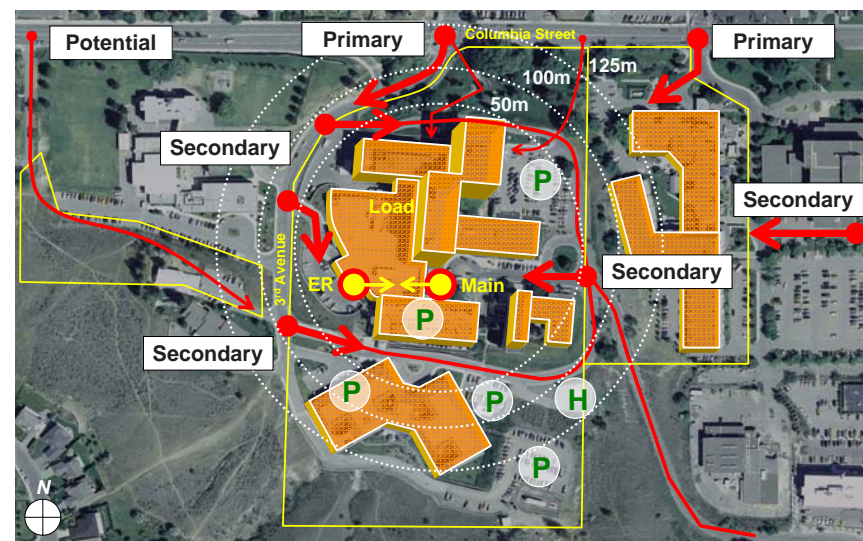 Potential
Primary
Columbia Street
Primary
125m
100m
50m
Secondary
P
Load
Secondary
Secondary
3rd Avenue
ER
Main
P
Secondary
P
P
H
P
N